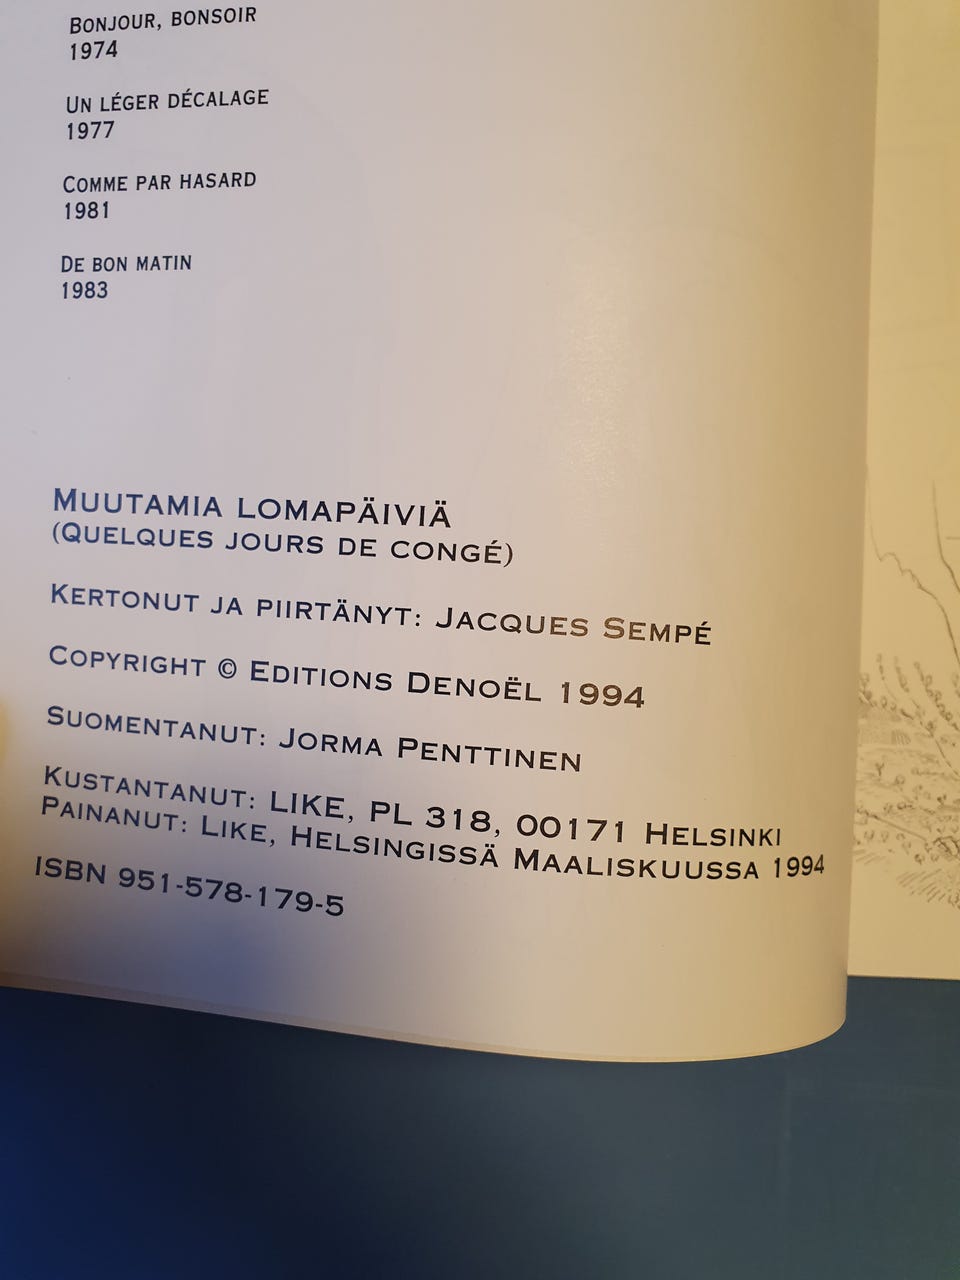 Bonjour, bonsoir
1974
Un léger décalage
1977
Comme par hasard
1981
De bon matin
1983
Muutamia lomapäiviä
(Quelques jours de congé)
Kertonut ja piirtänyt: Jacques Sempé
Copyright © Editions Denoël 1994
Suomentanut: Jorma Penttinen
Kustantanut: LIKE, PL 318, 00171 Helsinki
Painanut: Like, Helsingissä Maaliskuussa 1994
ISBN 951-578-179-5